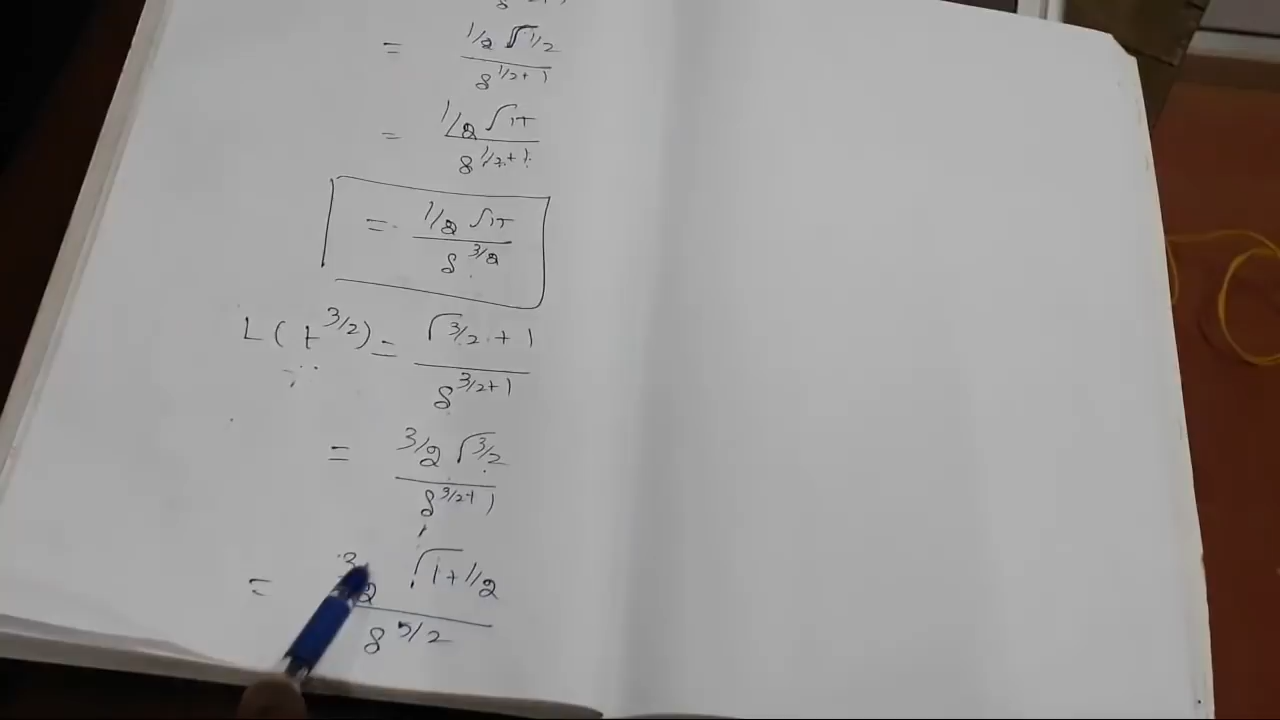 = 1/2 √1/2 / s^(1/2+1)
= 1/2 √π / s^(1/2+1)
= 1/2 √π / s^(3/2)
L(t^(3/2)) = Γ3/2 + 1 / s^(3/2+1)
= 3/2 Γ3/2 / s^(3/2+1)
= 3/2 Γ1+1/2 / s^(5/2)